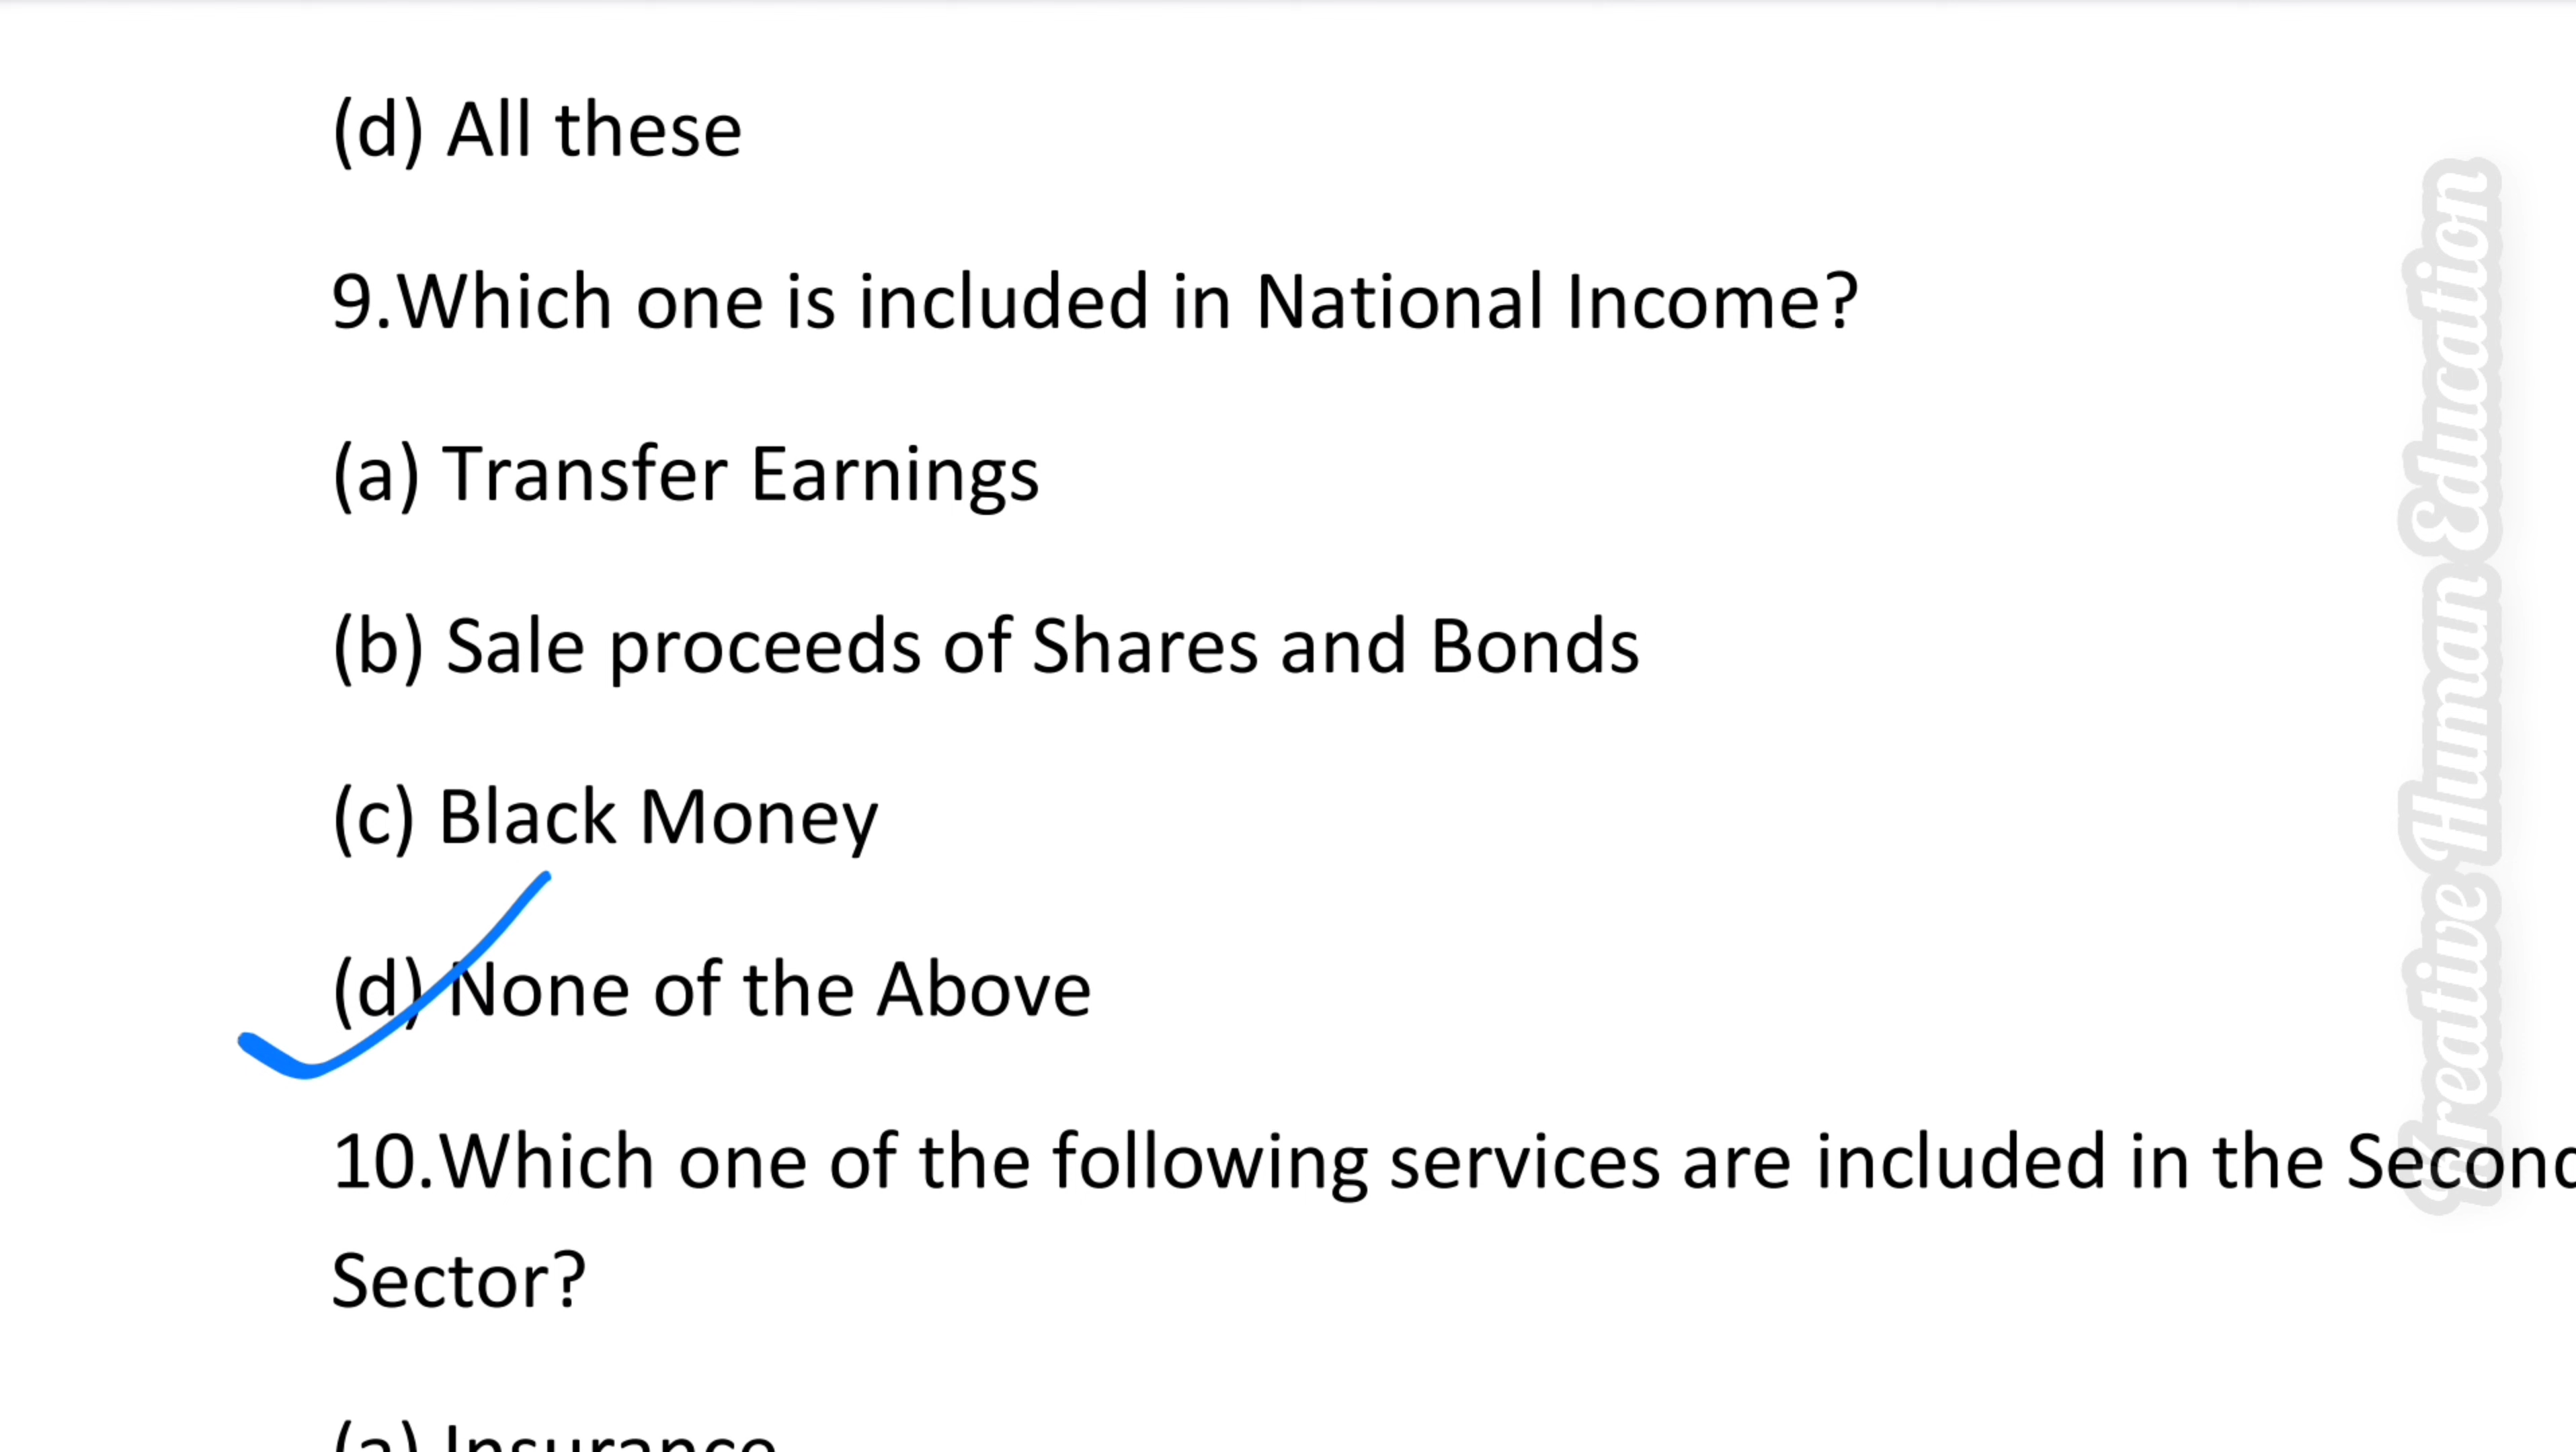 (d) All these
9.Which one is included in National Income?
(a) Transfer Earnings
(b) Sale proceeds of Shares and Bonds
(c) Black Money
(d) None of the Above
10.Which one of the following services are included in the Second
Sector?
(a) Insurance
Kreative Human Education